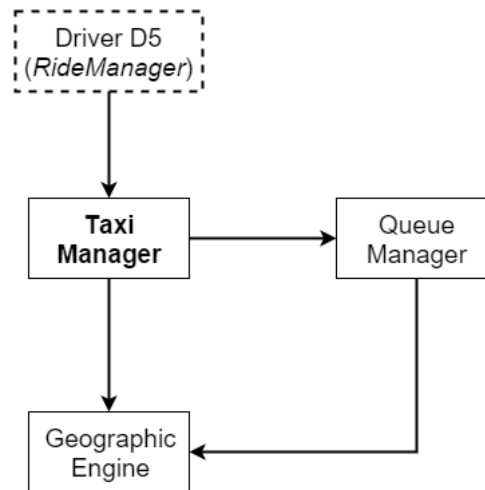 Driver D5
(RideManager)
Taxi
Manager
Queue
Manager
Geographic
Engine